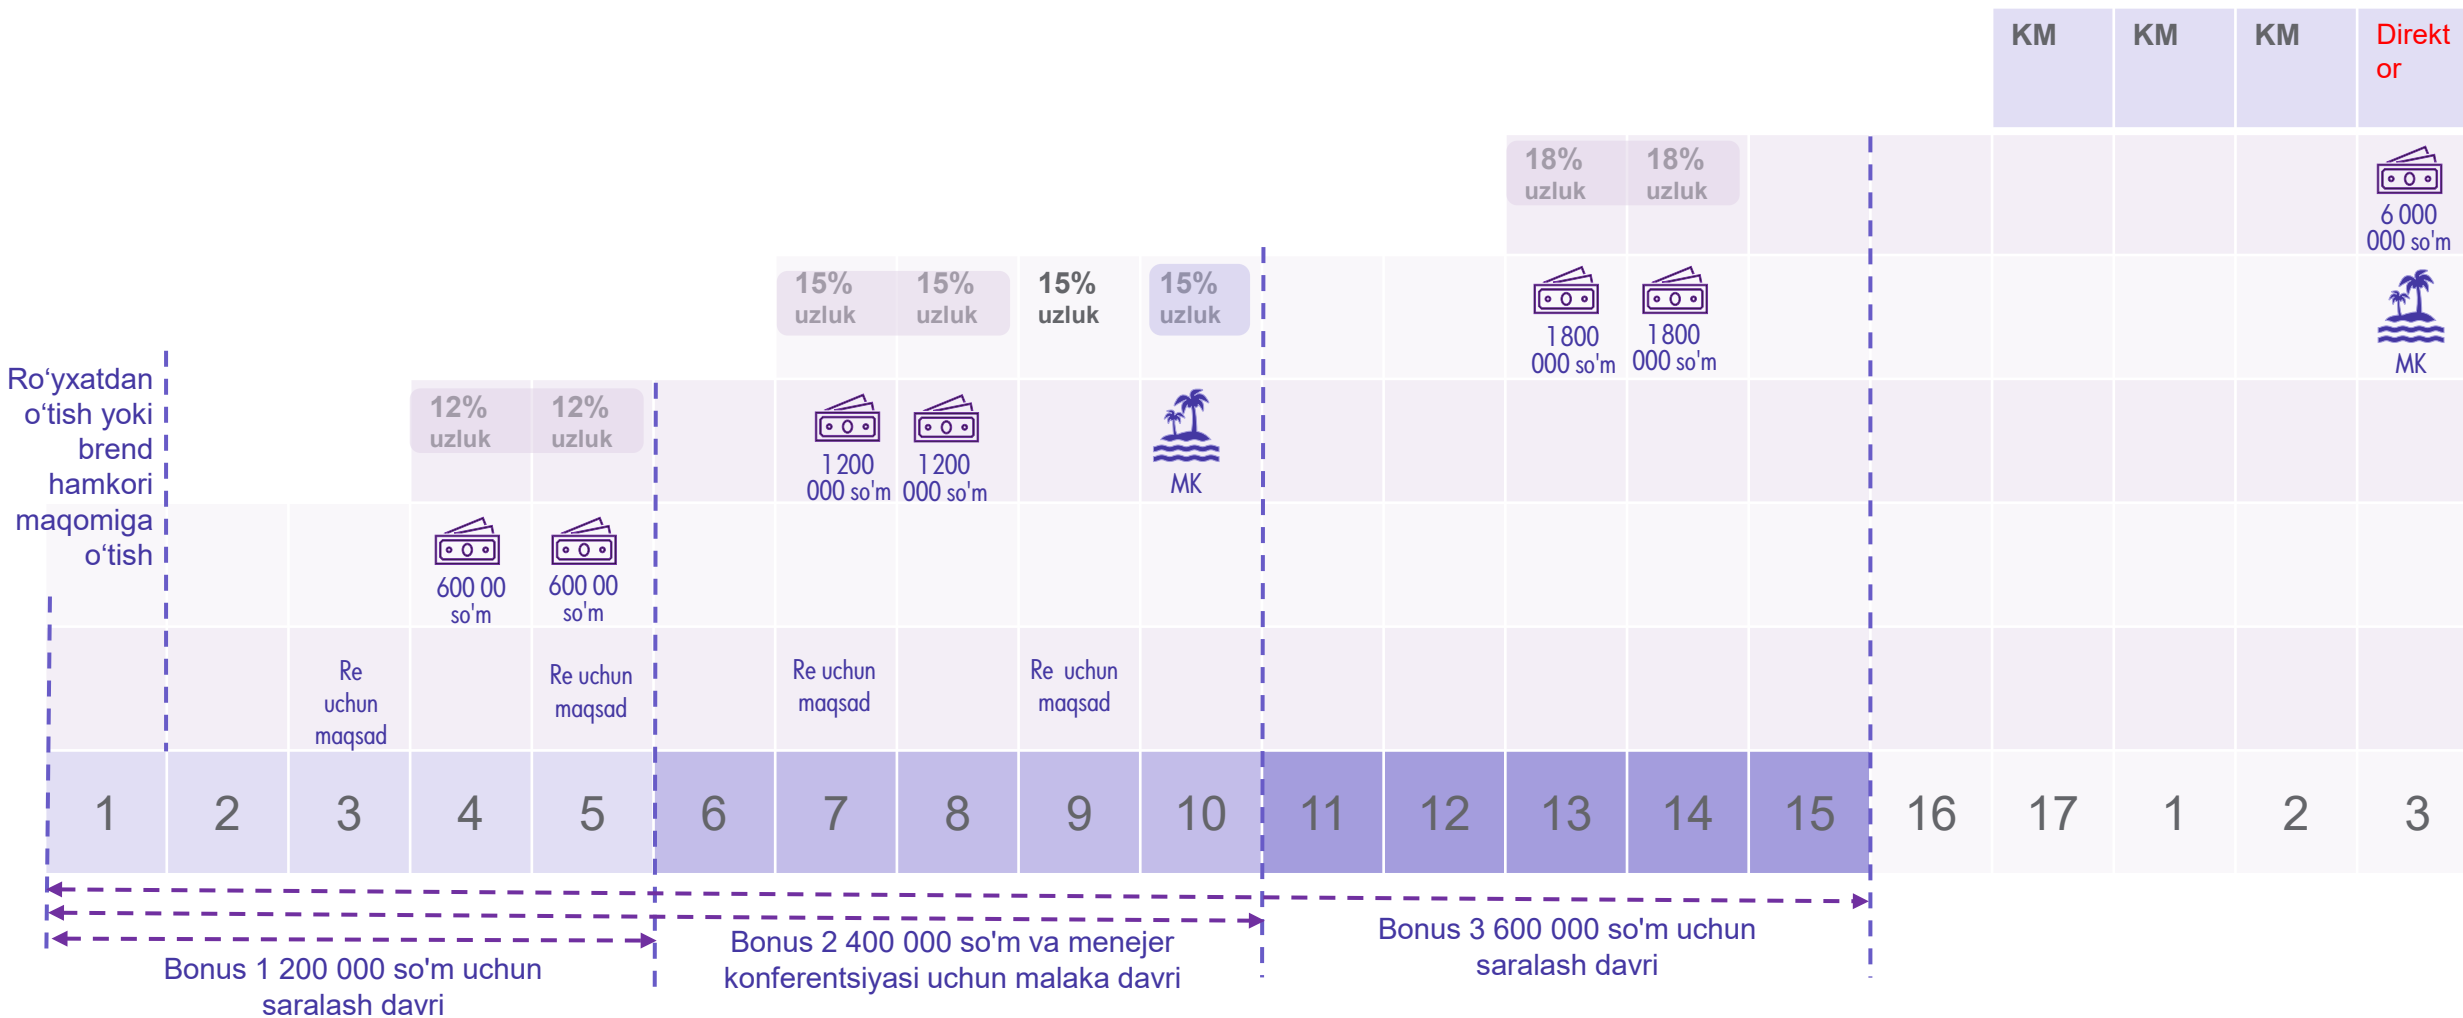 KM
KM
KM
Direkt
or
18%
uzluk
18%
uzluk
6 000
000 so'm
15%
uzluk
15%
uzluk
15%
uzluk
15%
uzluk
1 800
000 so'm
1 800
000 so'm
MK
Ro‘yxatdan
o‘tish yoki
brend
hamkori
maqomiga
o‘tish
12%
uzluk
12%
uzluk
1 200
000 so'm
1 200
000 so'm
MK
600 00
so'm
600 00
so'm
Re
uchun
maqsad
Re uchun
maqsad
Re uchun
maqsad
Re uchun
maqsad
1 2 3 4 5 6 7 8 9 10 11 12 13 14 15 16 17 1 2 3
Bonus 1 200 000 so'm uchun
saralash davri
Bonus 2 400 000 so'm va menejer
konferentsiyasi uchun malaka davri
Bonus 3 600 000 so'm uchun
saralash davri